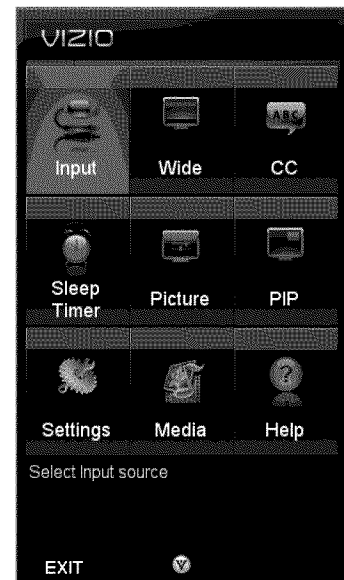 VIZIO
ABC
Input Wide CC
Sleep
Timer Picture PIP
?
Settings Media Help
Select Input source
EXIT V